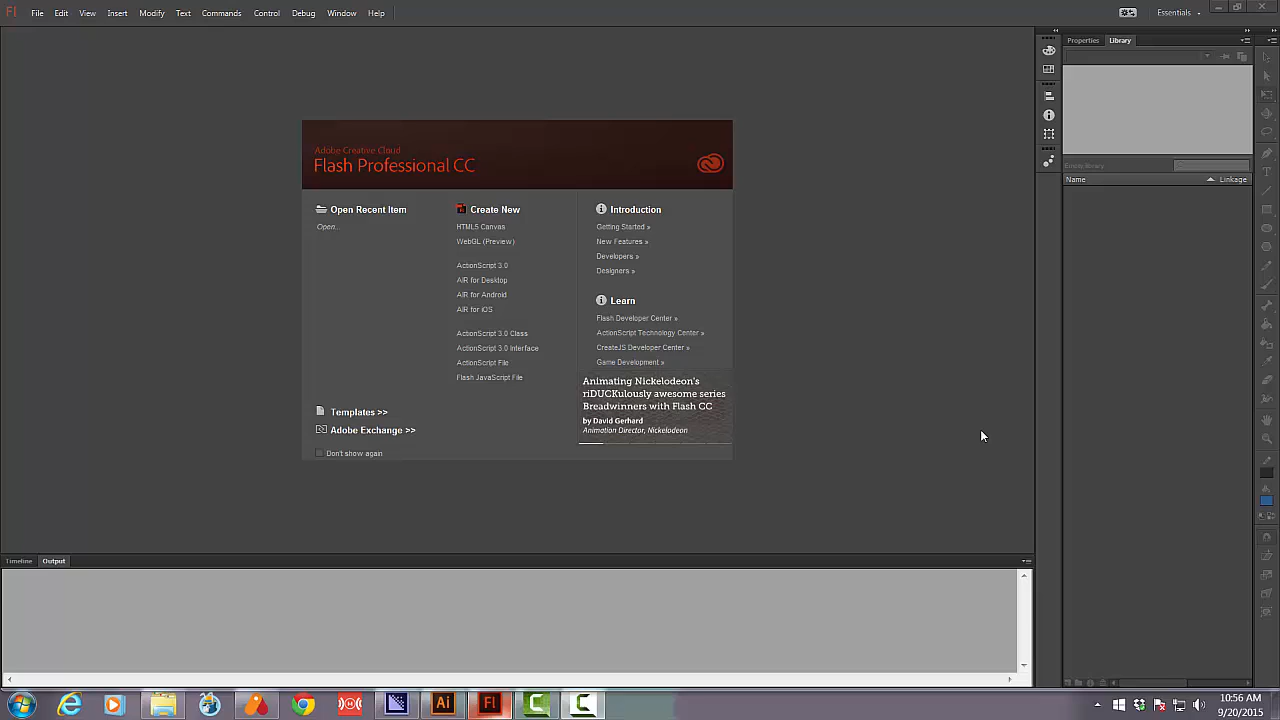 Fl File Edit View Insert Modify Text Commands Control Debug Window Help Essentials
Properties Library
Adobe Creative Cloud
Flash Professional CC
Open Recent Item
Open...
Templates >>
Adobe Exchange >>
Don't show again
Create New
HTML5 Canvas
WebGL (Preview)
ActionScript 3.0
AIR for Desktop
AIR for Android
AIR for iOS
ActionScript 3.0 Class
ActionScript 3.0 Interface
ActionScript File
Flash JavaScript File
Introduction
Getting Started »
New Features »
Developers »
Designers »
Learn
Flash Developer Center »
ActionScript Technology Center »
CreateJS Developer Center »
Game Development »
Animating Nickelodeon's
riDUCKulously awesome series
Breadwinners with Flash CC
by David Gerhard
Animation Director, Nickelodeon
Empty library
Name Linkage
Timeline Output
Ai Fl
10:56 AM
9/20/2015